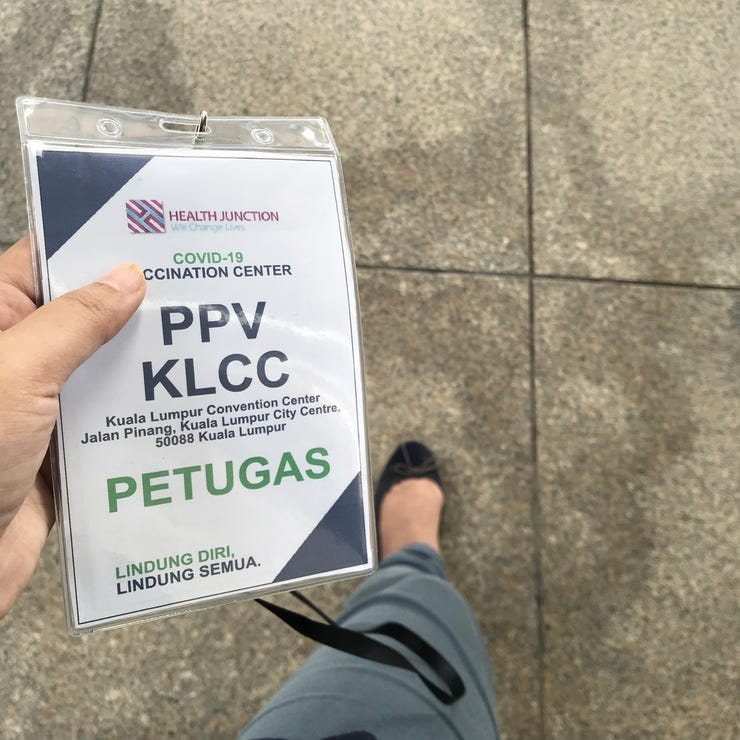 HEALTH JUNCTION
We Change Lives
COVID-19
CCINATION CENTER
PPV
KLCC
Kuala Lumpur Convention Center
Jalan Pinang, Kuala Lumpur City Centre,
50088 Kuala Lumpur
PETUGAS
LINDUNG DIRI,
LINDUNG SEMUA.